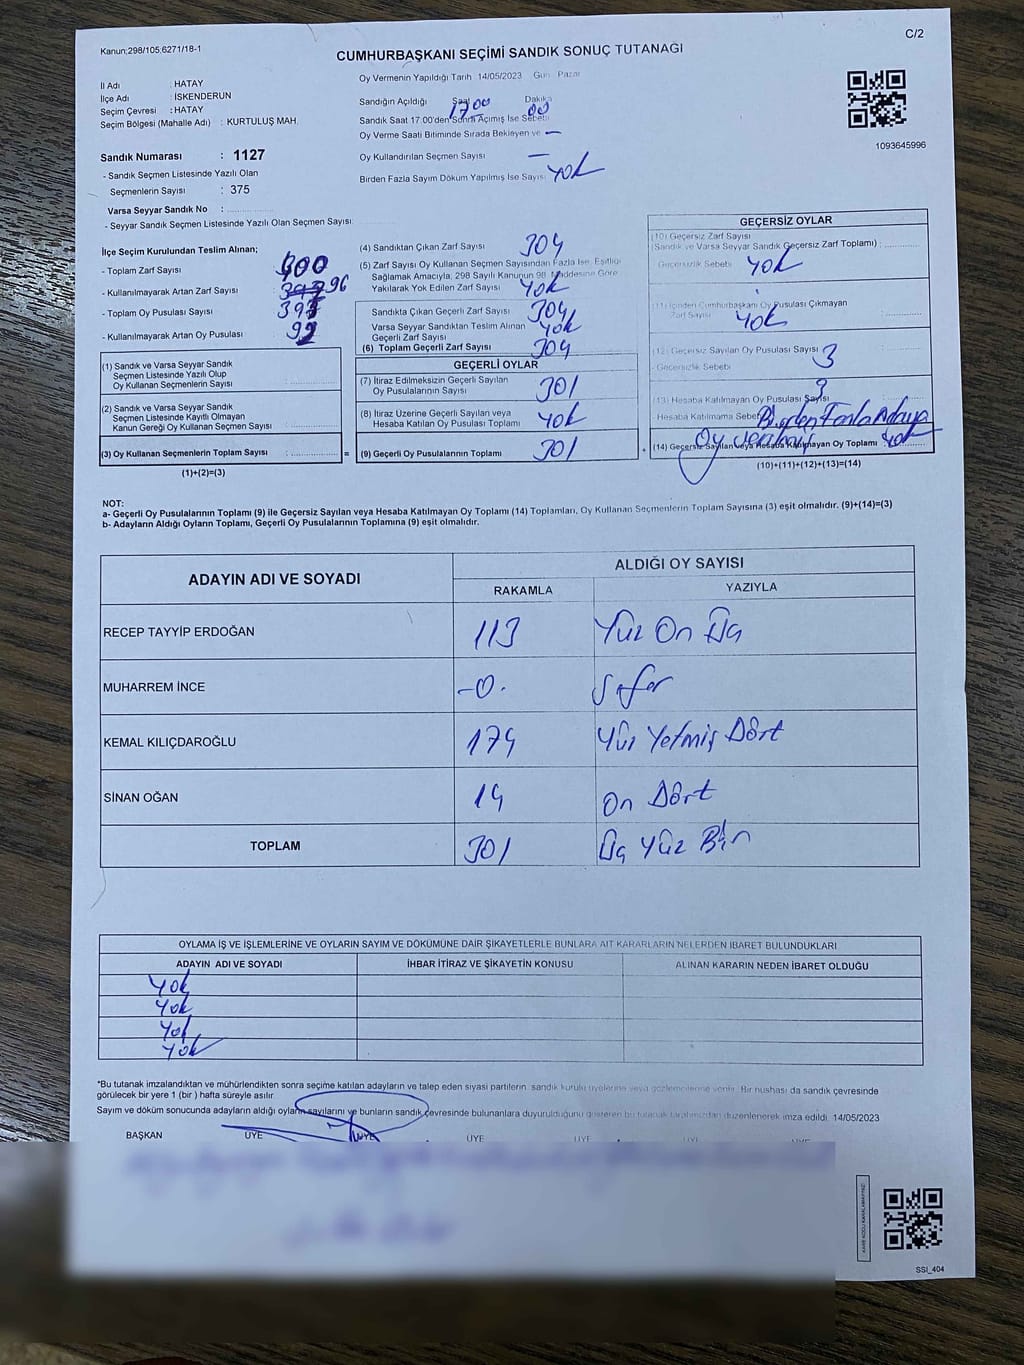 Kanun;298/105,6271/18-1
C/2
CUMHURBAŞKANI SEÇİMİ SANDIK SONUÇ TUTANAĞI
İl Adı : HATAY
İlçe Adı : İSKENDERUN
Seçim Çevresi : HATAY
Seçim Bölgesi (Mahalle Adı) : KURTULUŞ MAH.
Sandık Numarası : 1127
- Sandık Seçmen Listesinde Yazılı Olan
Seçmenlerin Sayısı : 375
Varsa Seyyar Sandık No :
- Seyyar Sandık Seçmen Listesinde Yazılı Olan Seçmen Sayısı:
Oy Vermenin Yapıldığı Tarih 14/05/2023 Gün Pazar
Saat Dakika
Sandığın Açıldığı 17 00 00
Sandık Saat 17:00'den Sonra Açımış İse Sebebi
Oy Verme Saati Bitiminde Sırada Bekleyen ve —
Oy Kullandırılan Seçmen Sayısı —
Birden Fazla Sayım Döküm Yapılmış İse Sayısı Yok
1093645996
İlçe Seçim Kurulundan Teslim Alınan;
- Toplam Zarf Sayısı 400
- Kullanılmayarak Artan Zarf Sayısı 96
- Toplam Oy Pusulası Sayısı
- Kullanılmayarak Artan Oy Pusulası
(1) Sandık ve Varsa Seyyar Sandık
Seçmen Listesinde Yazılı Olup
Oy Kullanan Seçmenlerin Sayısı :
(2) Sandık ve Varsa Seyyar Sandık
Seçmen Listesinde Kayıtlı Olmayan
Kanun Gereği Oy Kullanan Seçmen Sayısı :
(3) Oy Kullanan Seçmenlerin Toplam Sayısı : =
(1)+(2)=(3)
(4) Sandıktan Çıkan Zarf Sayısı 304
(5) Zarf Sayısı Oy Kullanan Seçmen Sayısından Fazla İse, Eşitliği
Sağlamak Amacıyla, 298 Sayılı Kanunun 98. Maddesine Göre
Yakılarak Yok Edilen Zarf Sayısı Yok
Sandıkta Çıkan Geçerli Zarf Sayısı 304
Varsa Seyyar Sandıktan Teslim Alınan
Geçerli Zarf Sayısı Yok
(6) Toplam Geçerli Zarf Sayısı 304
GEÇERLİ OYLAR
(7) İtiraz Edilmeksizin Geçerli Sayılan
Oy Pusulalarının Sayısı 301
(8) İtiraz Üzerine Geçerli Sayılan veya
Hesaba Katılan Oy Pusulası Toplamı Yok
(9) Geçerli Oy Pusulalarının Toplamı 301 +
GEÇERSİZ OYLAR
(10) Geçersiz Zarf Sayısı
(Sandık ve Varsa Seyyar Sandık Geçersiz Zarf Toplamı) :
Geçersizlik Sebebi Yok
(11) İçinden Cumhurbaşkanı Oy Pusulası Çıkmayan
Zarf Sayısı Yok :
(12) Geçersiz Sayılan Oy Pusulası Sayısı 3
- Geçersizlik Sebebi
(13) Hesaba Katılmayan Oy Pusulası Sayısı
Hesaba Katılmama Sebebi Birden Fazla Adaya
(14) Geçersiz Sayılan veya Hesaba Katılmayan Oy Toplamı : Yok
(10)+(11)+(12)+(13)=(14)
NOT:
a- Geçerli Oy Pusulalarının Toplamı (9) ile Geçersiz Sayılan veya Hesaba Katılmayan Oy Toplamı (14) Toplamları, Oy Kullanan Seçmenlerin Toplam Sayısına (3) eşit olmalıdır. (9)+(14)=(3)
b- Adayların Aldığı Oyların Toplamı, Geçerli Oy Pusulalarının Toplamına (9) eşit olmalıdır.
ADAYIN ADI VE SOYADI ALDIĞI OY SAYISI
RAKAMLA YAZIYLA
RECEP TAYYİP ERDOĞAN 113 Yüz On Üç
MUHARREM İNCE -0. Sıfır
KEMAL KILIÇDAROĞLU 174 Yüz Yetmiş Dört
SİNAN OĞAN 14 On Dört
TOPLAM 301 Üç Yüz Bir
OYLAMA İŞ VE İŞLEMLERİNE VE OYLARIN SAYIM VE DÖKÜMÜNE DAİR ŞİKAYETLERLE BUNLARA AİT KARARLARIN NELERDEN İBARET BULUNDUKLARI
ADAYIN ADI VE SOYADI İHBAR İTİRAZ VE ŞİKAYETİN KONUSU ALINAN KARARIN NEDEN İBARET OLDUĞU
Yok
Yok
Yok
Yok
*Bu tutanak imzalandıktan ve mühürlendikten sonra seçime katılan adayların ve talep eden siyasi partilerin sandık kurulu üyelerine veya gözlemcilerine verilir. Bir nushası da sandık çevresinde
görülecek bir yere 1 (bir ) hafta süreyle asılır.
Sayım ve döküm sonucunda adayların aldığı oyların sayılarını ve bunların sandık çevresinde bulunanlara duyurulduğunu gösteren bu tutanak tarafımızdan düzenlenerek imza edildi. 14/05/2023
BAŞKAN ÜYE ÜYE ÜYE ÜYE ÜYE ÜYE
SSI_404